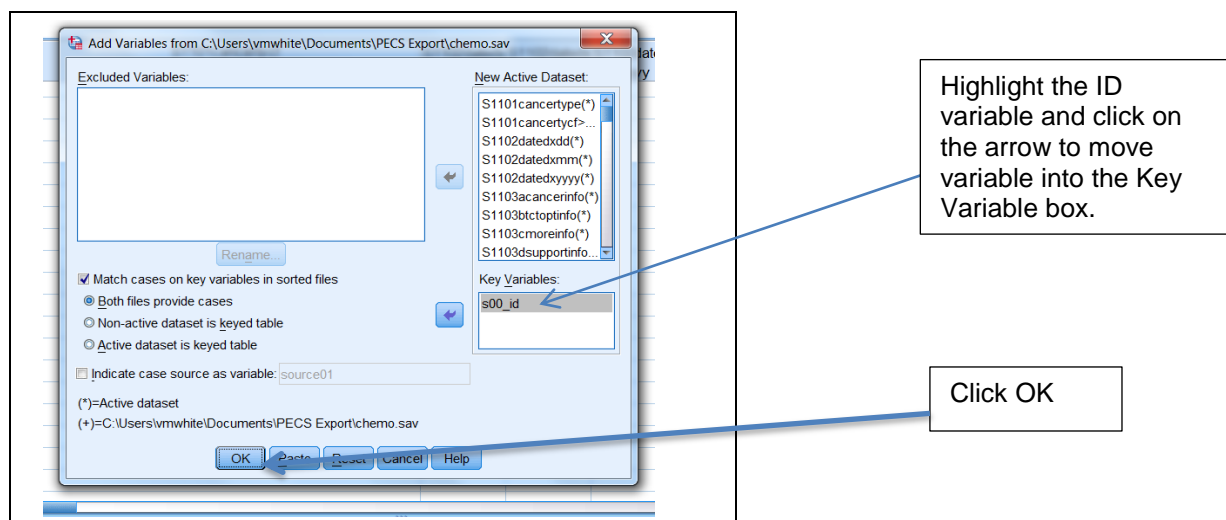 Add Variables from C:\Users\vmwhite\Documents\PECS Export\chemo.sav
Excluded Variables:
New Active Dataset:
S1101cancertype(*)
S1101cancertycf>...
S1102datedxdd(*)
S1102datedxmm(*)
S1102datedxyyyy(*)
S1103acancerinfo(*)
S1103btctoptinfo(*)
S1103cmoreinfo(*)
S1103dsupportinfo...
Rename...
Match cases on key variables in sorted files
Both files provide cases
Non-active dataset is keyed table
Active dataset is keyed table
Key Variables:
s00_id
Indicate case source as variable: source01
(*)=Active dataset
(+)=C:\Users\vmwhite\Documents\PECS Export\chemo.sav
OK Paste Reset Cancel Help
Highlight the ID
variable and click on
the arrow to move
variable into the Key
Variable box.
Click OK